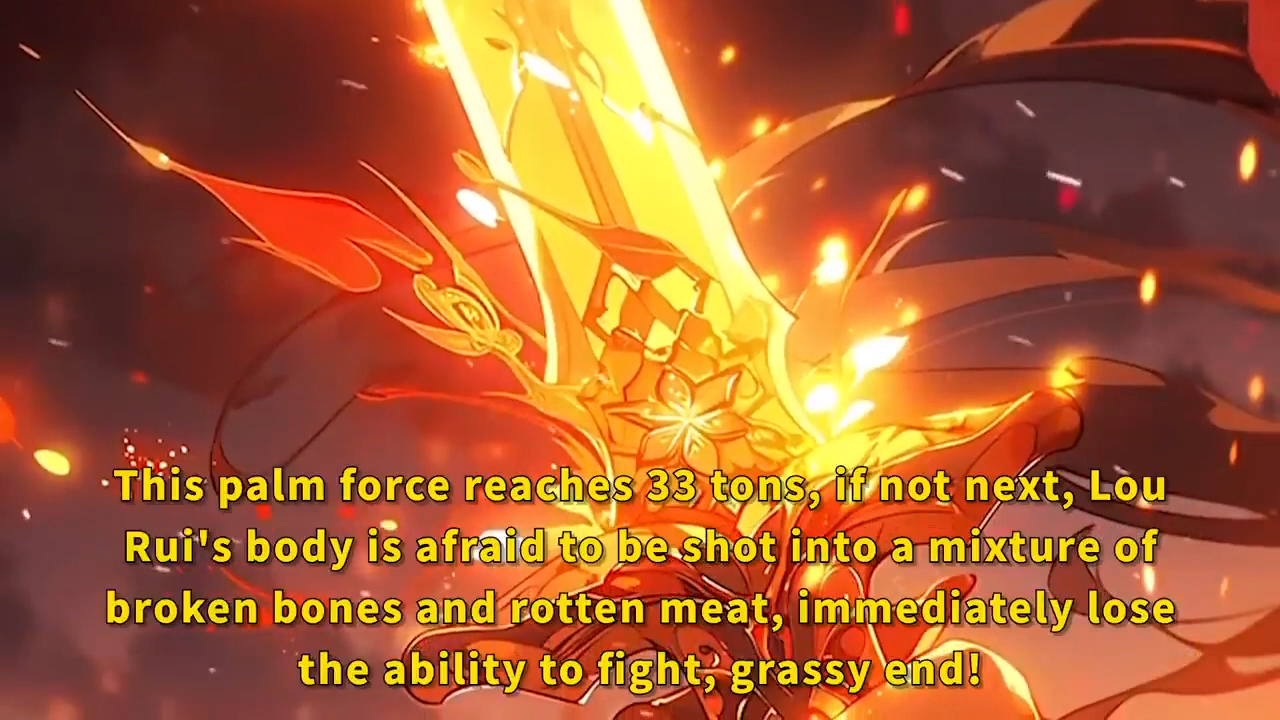 This palm force reaches 33 tons, if not next, Lou
Rui's body is afraid to be shot into a mixture of
broken bones and rotten meat, immediately lose
the ability to fight, grassy end!